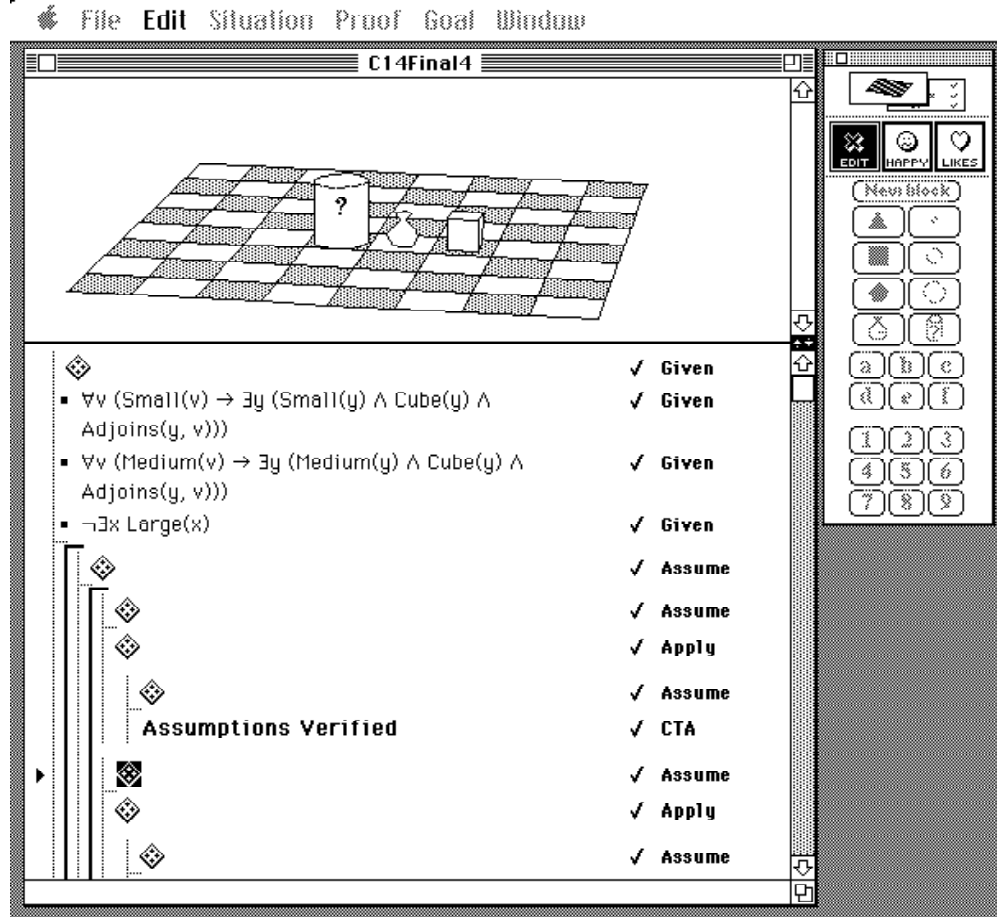 File Edit Situation Proof Goal Window
C14Final4
?
EDIT HAPPY LIKES
New block
?
✓ Given
a b c
▪ ∀v (Small(v) → ∃y (Small(y) ∧ Cube(y) ∧ ✓ Given
d e f
Adjoins(y, v)))
1 2 3
▪ ∀v (Medium(v) → ∃y (Medium(y) ∧ Cube(y) ∧ ✓ Given
4 5 6
Adjoins(y, v)))
7 8 9
▪ ¬∃x Large(x) ✓ Given
✓ Assume
✓ Assume
✓ Apply
✓ Assume
Assumptions Verified ✓ CTA
✓ Assume
✓ Apply
✓ Assume